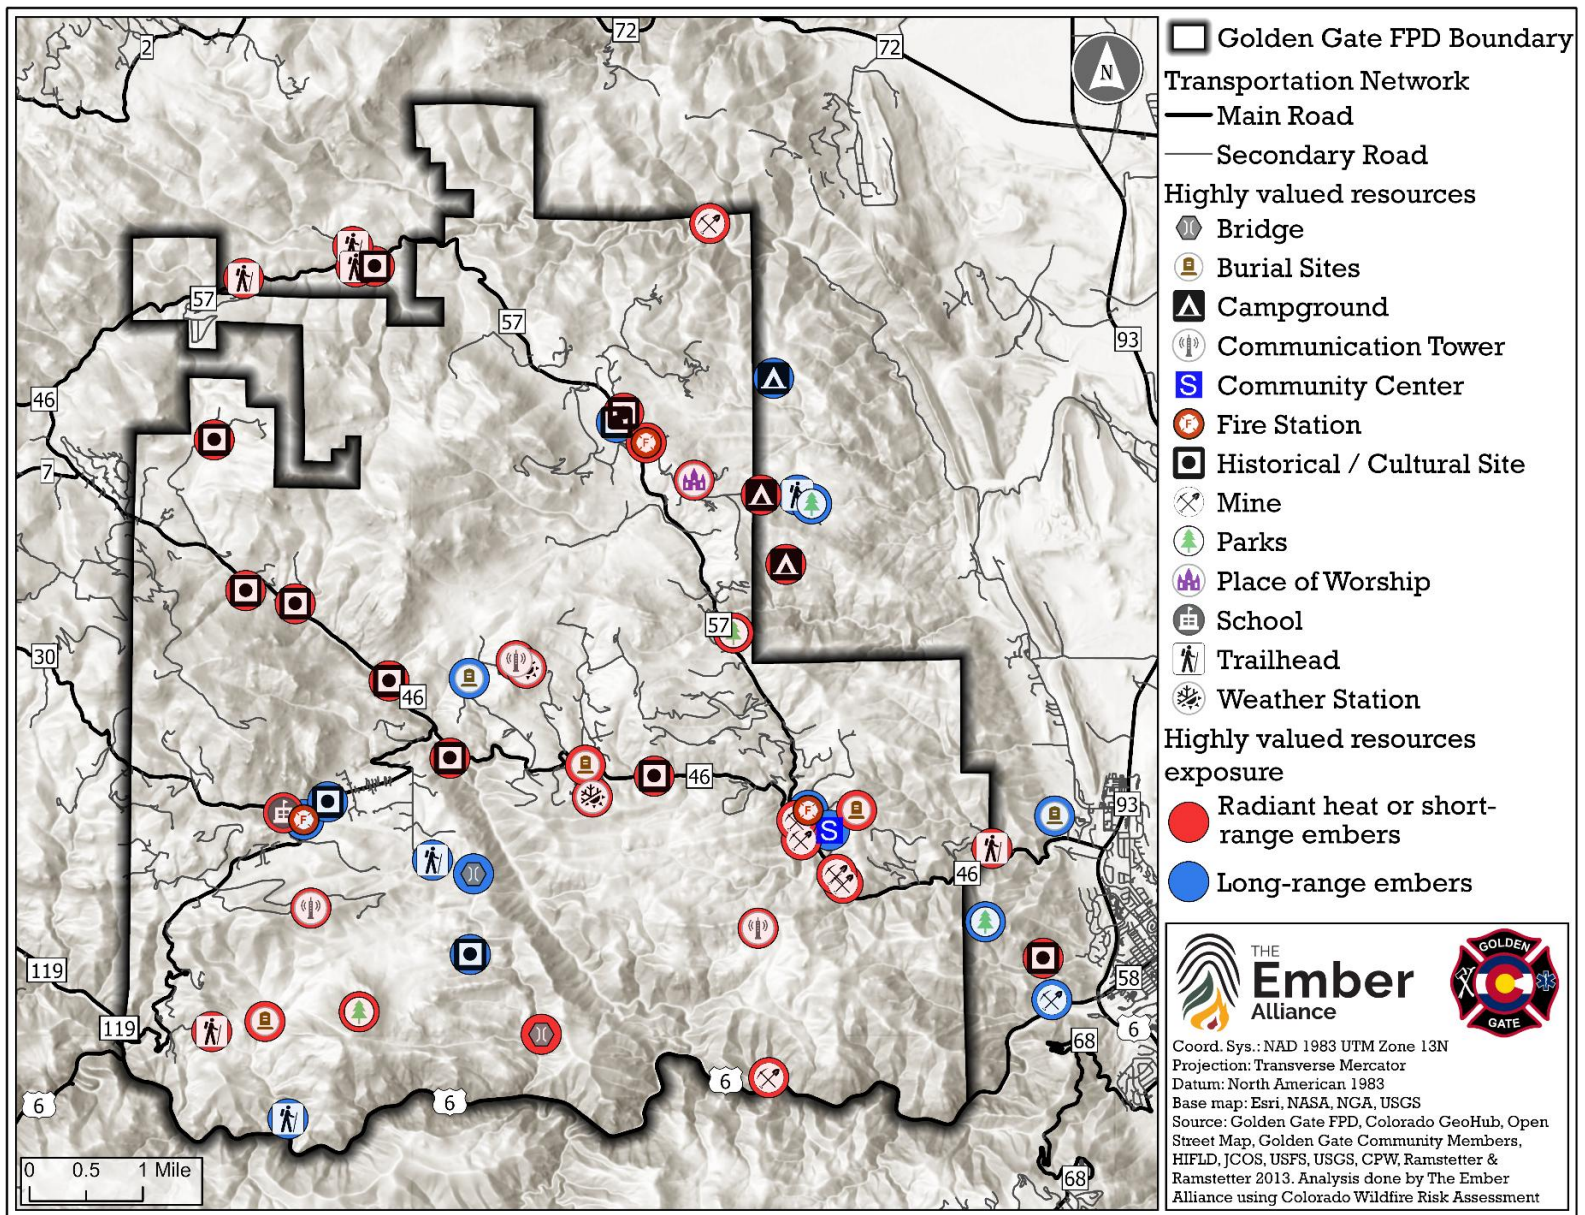 2
72
72
N
57
57
93
46
7
57
30
46
46
93
46
119
58
119
6
68
6
6
6
68
0 0.5 1 Mile
F
F
F
S
Golden Gate FPD Boundary
Transportation Network
Main Road
Secondary Road
Highly valued resources
Bridge
Burial Sites
Campground
Communication Tower
S Community Center
F Fire Station
Historical / Cultural Site
Mine
Parks
Place of Worship
School
Trailhead
Weather Station
Highly valued resources
exposure
Radiant heat or short-
range embers
Long-range embers
THE
Ember
Alliance
GOLDEN
GATE
Coord. Sys.: NAD 1983 UTM Zone 13N
Projection: Transverse Mercator
Datum: North American 1983
Base map: Esri, NASA, NGA, USGS
Source: Golden Gate FPD, Colorado GeoHub, Open
Street Map, Golden Gate Community Members,
HIFLD, JCOS, USFS, USGS, CPW, Ramstetter &
Ramstetter 2013. Analysis done by The Ember
Alliance using Colorado Wildfire Risk Assessment